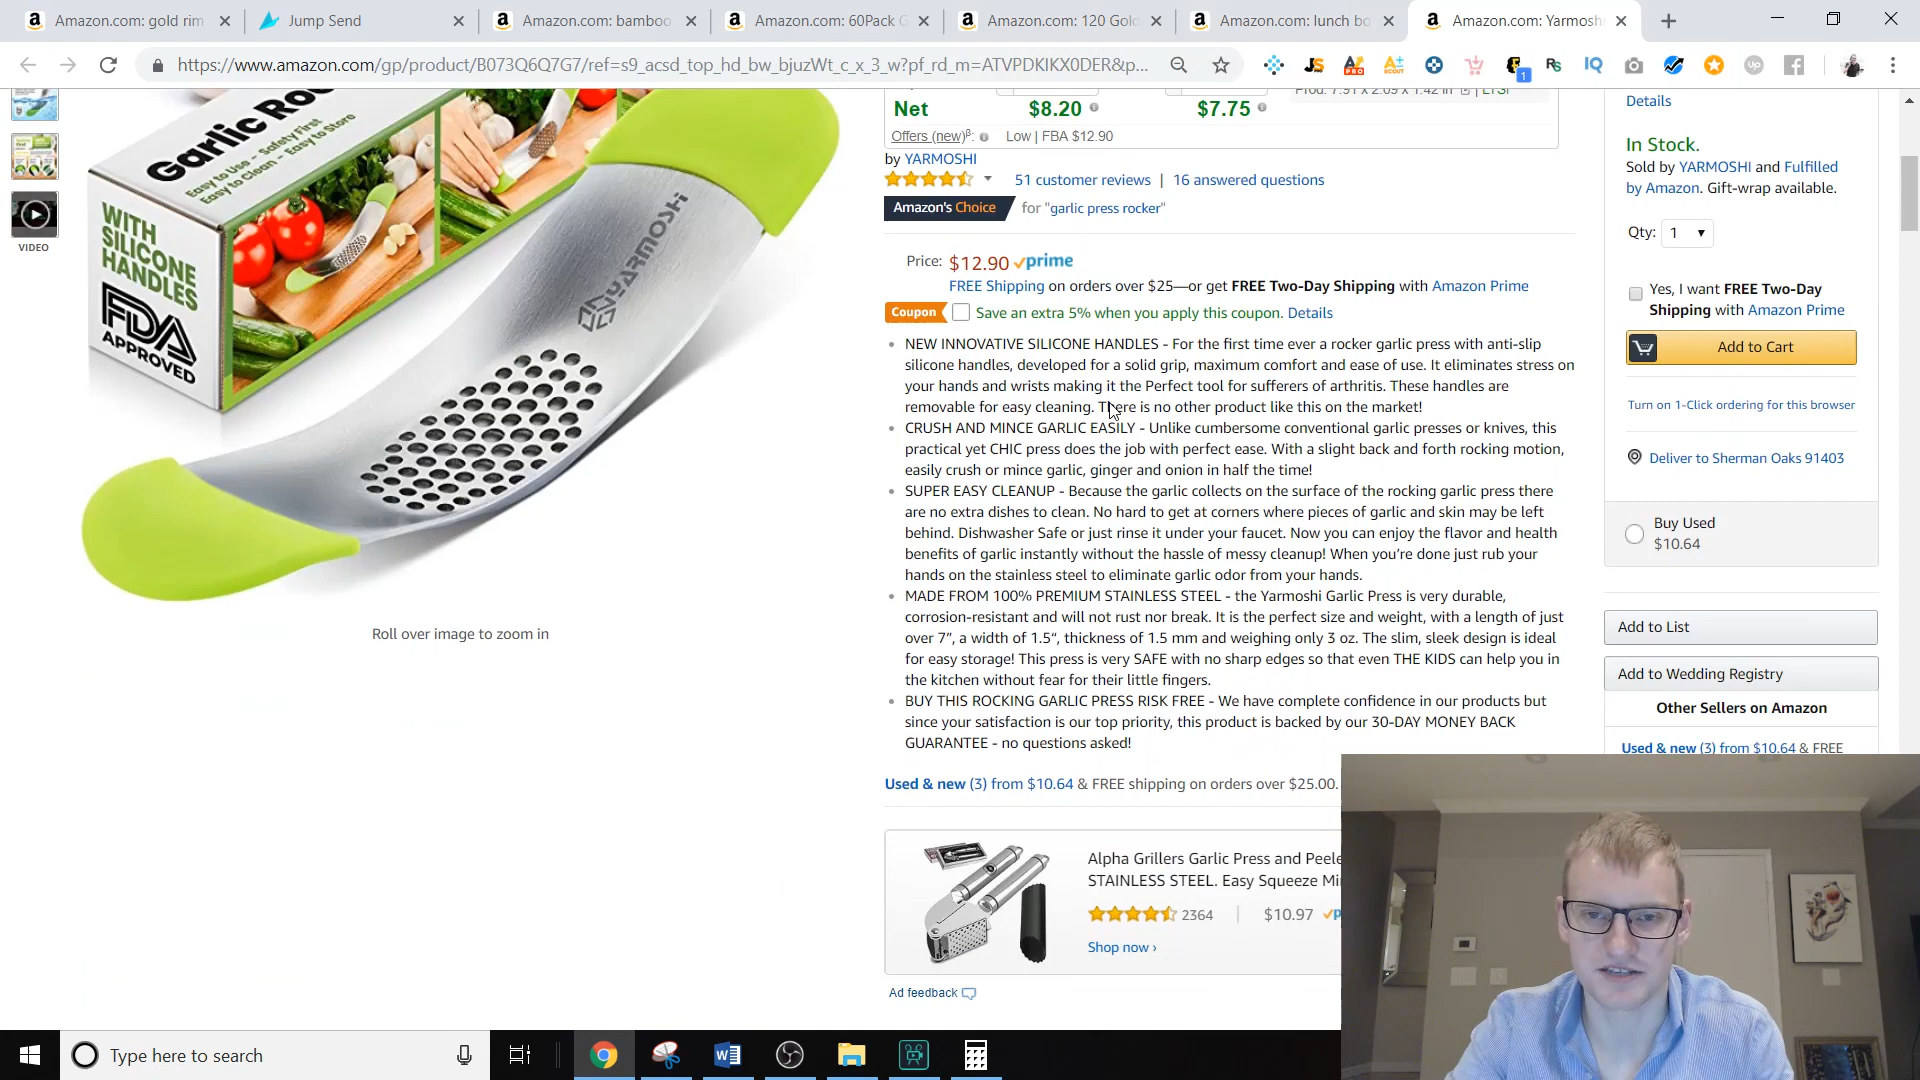 Amazon.com: gold rim
Jump Send
Amazon.com: bamboo
Amazon.com: 60Pack G
Amazon.com: 120 Gold
Amazon.com: lunch bo
Amazon.com: Yarmoshi
https://www.amazon.com/gp/product/B073Q6Q7G7/ref=s9_acsd_top_hd_bw_bjuzWt_c_x_3_w?pf_rd_m=ATVPDKIKX0DER&p...
Garlic Ro
Easy to Use - Safety First
Easy to Clean - Easy to Store
WITH
SILICONE
HANDLES
FDA
APPROVED
YARMOSHI
VIDEO
Roll over image to zoom in
Net $8.20 $7.75
Offers (new)β: Low | FBA $12.90
by YARMOSHI
51 customer reviews | 16 answered questions
Amazon's Choice for "garlic press rocker"
Price: $12.90 prime
FREE Shipping on orders over $25—or get FREE Two-Day Shipping with Amazon Prime
Coupon Save an extra 5% when you apply this coupon. Details
NEW INNOVATIVE SILICONE HANDLES - For the first time ever a rocker garlic press with anti-slip
silicone handles, developed for a solid grip, maximum comfort and ease of use. It eliminates stress on
your hands and wrists making it the Perfect tool for sufferers of arthritis. These handles are
removable for easy cleaning. There is no other product like this on the market!
CRUSH AND MINCE GARLIC EASILY - Unlike cumbersome conventional garlic presses or knives, this
practical yet CHIC press does the job with perfect ease. With a slight back and forth rocking motion,
easily crush or mince garlic, ginger and onion in half the time!
SUPER EASY CLEANUP - Because the garlic collects on the surface of the rocking garlic press there
are no extra dishes to clean. No hard to get at corners where pieces of garlic and skin may be left
behind. Dishwasher Safe or just rinse it under your faucet. Now you can enjoy the flavor and health
benefits of garlic instantly without the hassle of messy cleanup! When you're done just rub your
hands on the stainless steel to eliminate garlic odor from your hands.
MADE FROM 100% PREMIUM STAINLESS STEEL - the Yarmoshi Garlic Press is very durable,
corrosion-resistant and will not rust nor break. It is the perfect size and weight, with a length of just
over 7”, a width of 1.5“, thickness of 1.5 mm and weighing only 3 oz. The slim, sleek design is ideal
for easy storage! This press is very SAFE with no sharp edges so that even THE KIDS can help you in
the kitchen without fear for their little fingers.
BUY THIS ROCKING GARLIC PRESS RISK FREE - We have complete confidence in our products but
since your satisfaction is our top priority, this product is backed by our 30-DAY MONEY BACK
GUARANTEE - no questions asked!
Used & new (3) from $10.64 & FREE shipping on orders over $25.00.
Alpha Grillers Garlic Press and Peele
STAINLESS STEEL. Easy Squeeze Mi
2364 | $10.97
Shop now ›
Ad feedback
Details
In Stock.
Sold by YARMOSHI and Fulfilled
by Amazon. Gift-wrap available.
Qty: 1
Yes, I want FREE Two-Day
Shipping with Amazon Prime
Add to Cart
Turn on 1-Click ordering for this browser
Deliver to Sherman Oaks 91403
Buy Used
$10.64
Add to List
Add to Wedding Registry
Other Sellers on Amazon
Used & new (3) from $10.64 & FREE
Type here to search